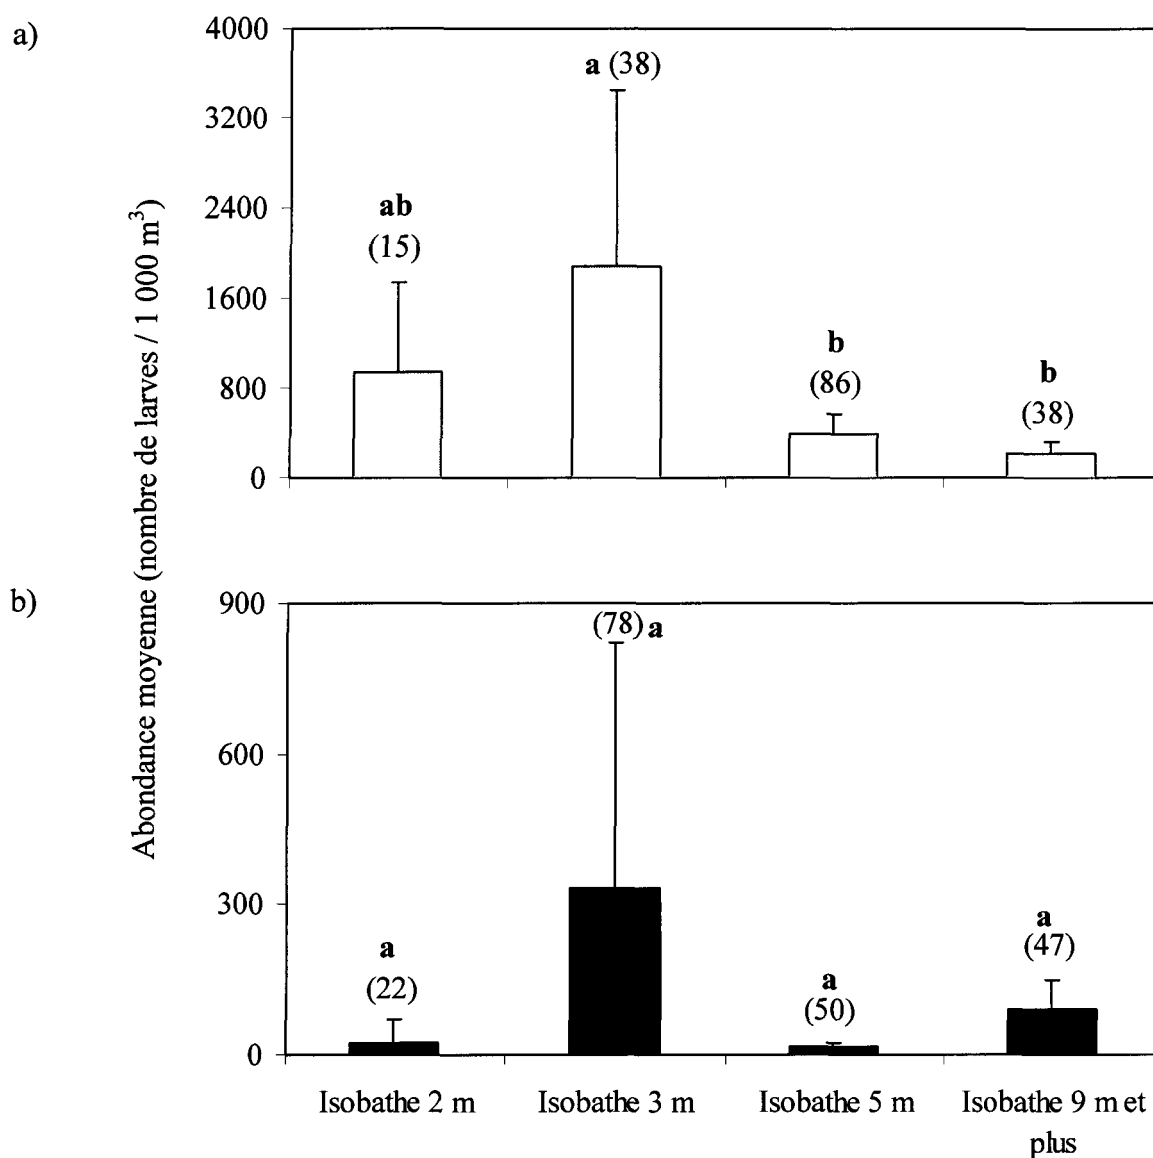 a)
Abondance moyenne (nombre de larves / 1 000 m³)
4000
3200
2400
1600
800
0
ab
(15)
a (38)
b
(86)
b
(38)
b)
900
600
300
0
a
(22)
(78) a
a
(50)
a
(47)
Isobathe 2 m
Isobathe 3 m
Isobathe 5 m
Isobathe 9 m et
plus